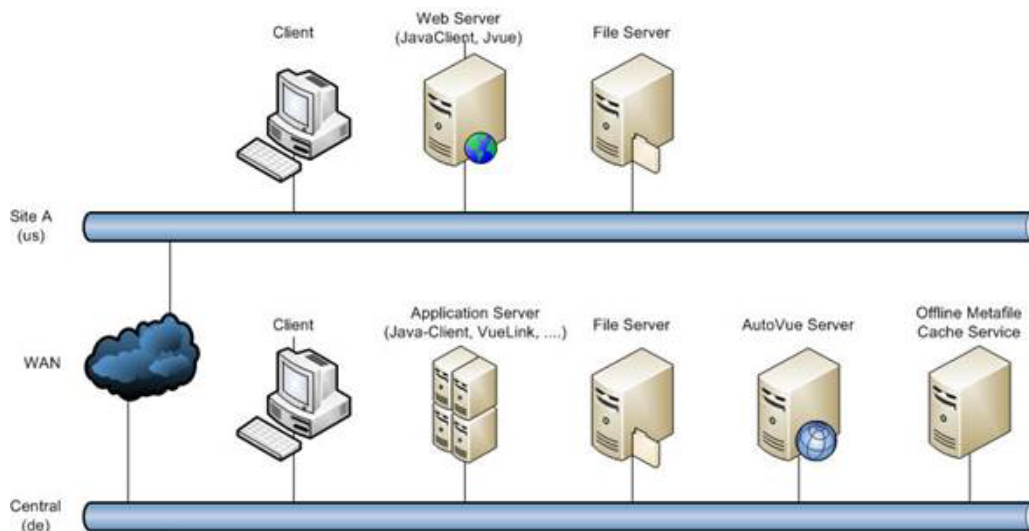 Client
Web Server
(JavaClient, Jvue)
File Server
Site A
(us)
WAN
Client
Application Server
(Java-Client, VueLink, ....)
File Server
AutoVue Server
Offline Metafile
Cache Service
Central
(de)